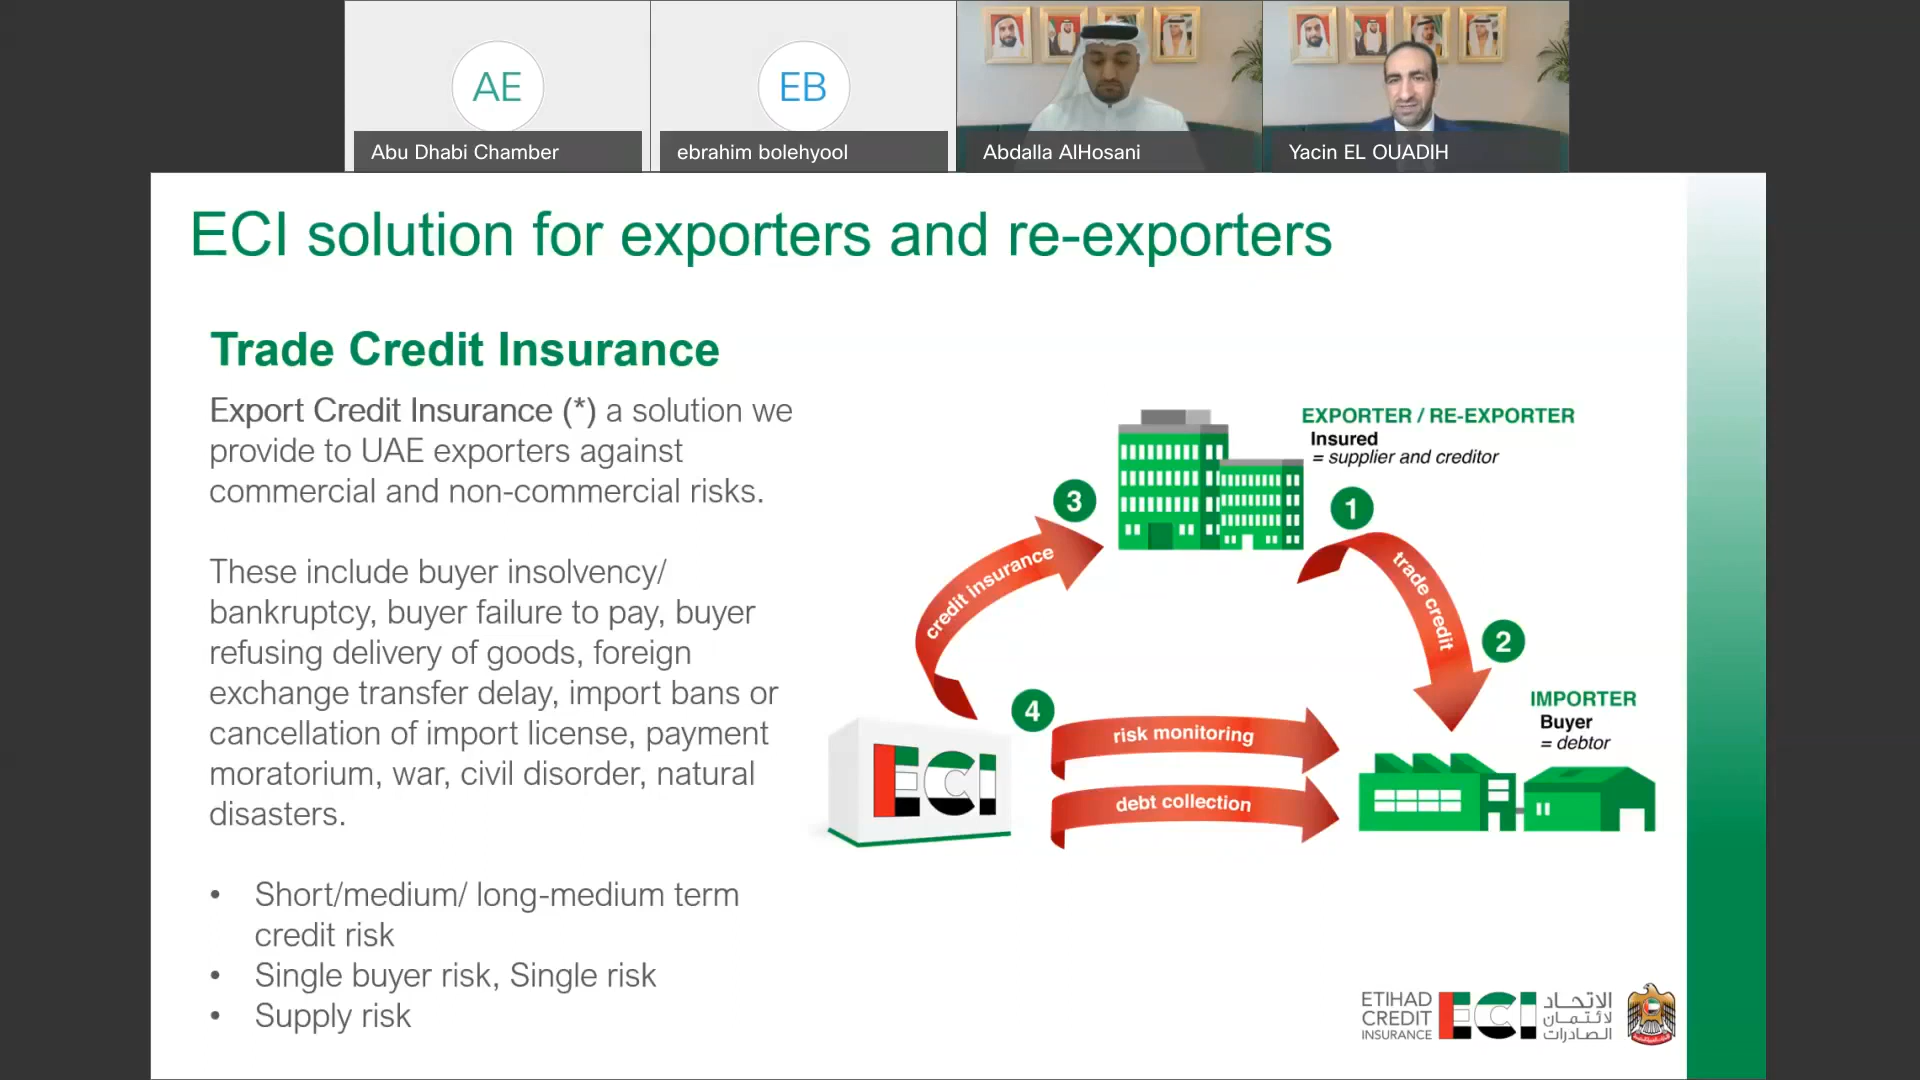 AE
Abu Dhabi Chamber
EB
ebrahim bolehyool
Abdalla AlHosani
Yacin EL OUADIH
ECI solution for exporters and re-exporters
Trade Credit Insurance
Export Credit Insurance (*) a solution we
provide to UAE exporters against
commercial and non-commercial risks.
These include buyer insolvency/
bankruptcy, buyer failure to pay, buyer
refusing delivery of goods, foreign
exchange transfer delay, import bans or
cancellation of import license, payment
moratorium, war, civil disorder, natural
disasters.
• Short/medium/ long-medium term
credit risk
• Single buyer risk, Single risk
• Supply risk
EXPORTER / RE-EXPORTER
Insured
= supplier and creditor
3
1
credit insurance
trade credit
2
IMPORTER
Buyer
= debtor
4
risk monitoring
debt collection
ECI
ETIHAD
CREDIT
INSURANCE
ECI
الاتحاد
لائتمان
الصادرات